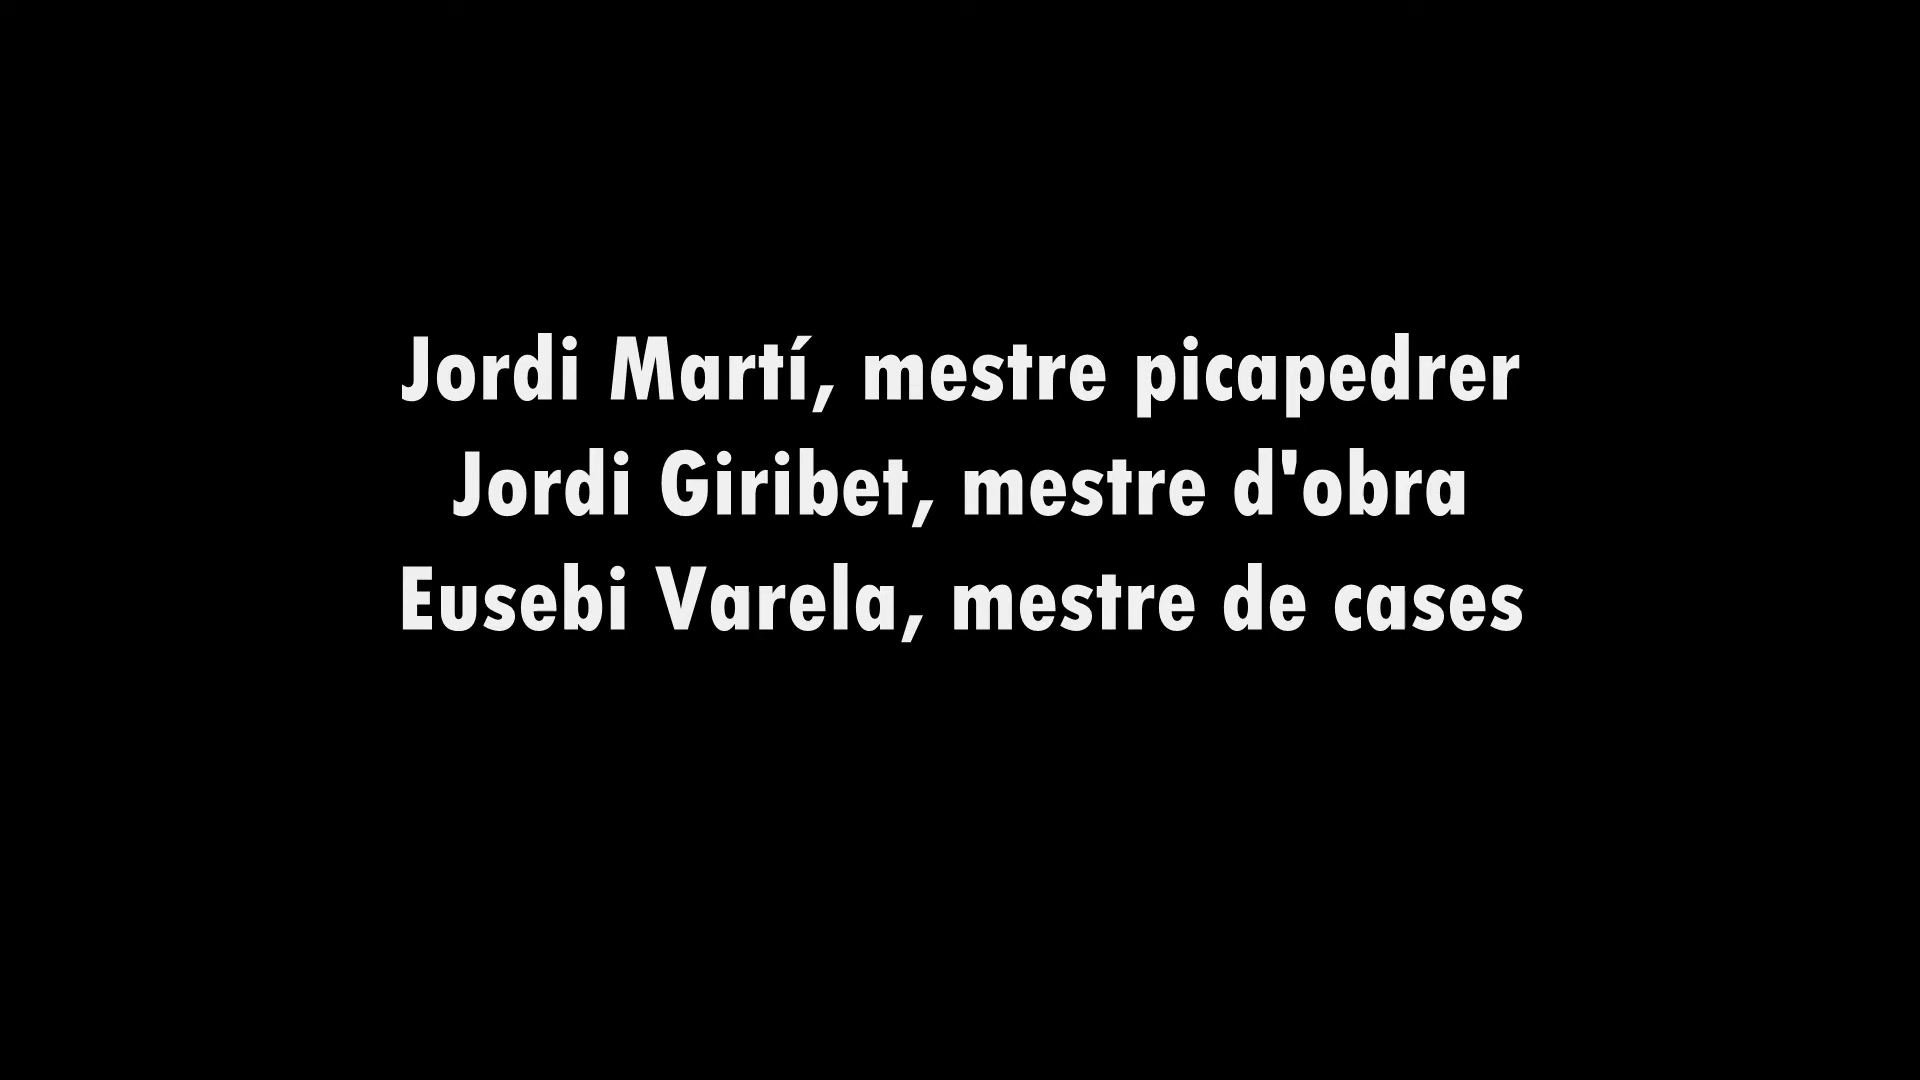 Jordi Martí, mestre picapedrer
Jordi Giribet, mestre d'obra
Eusebi Varela, mestre de cases